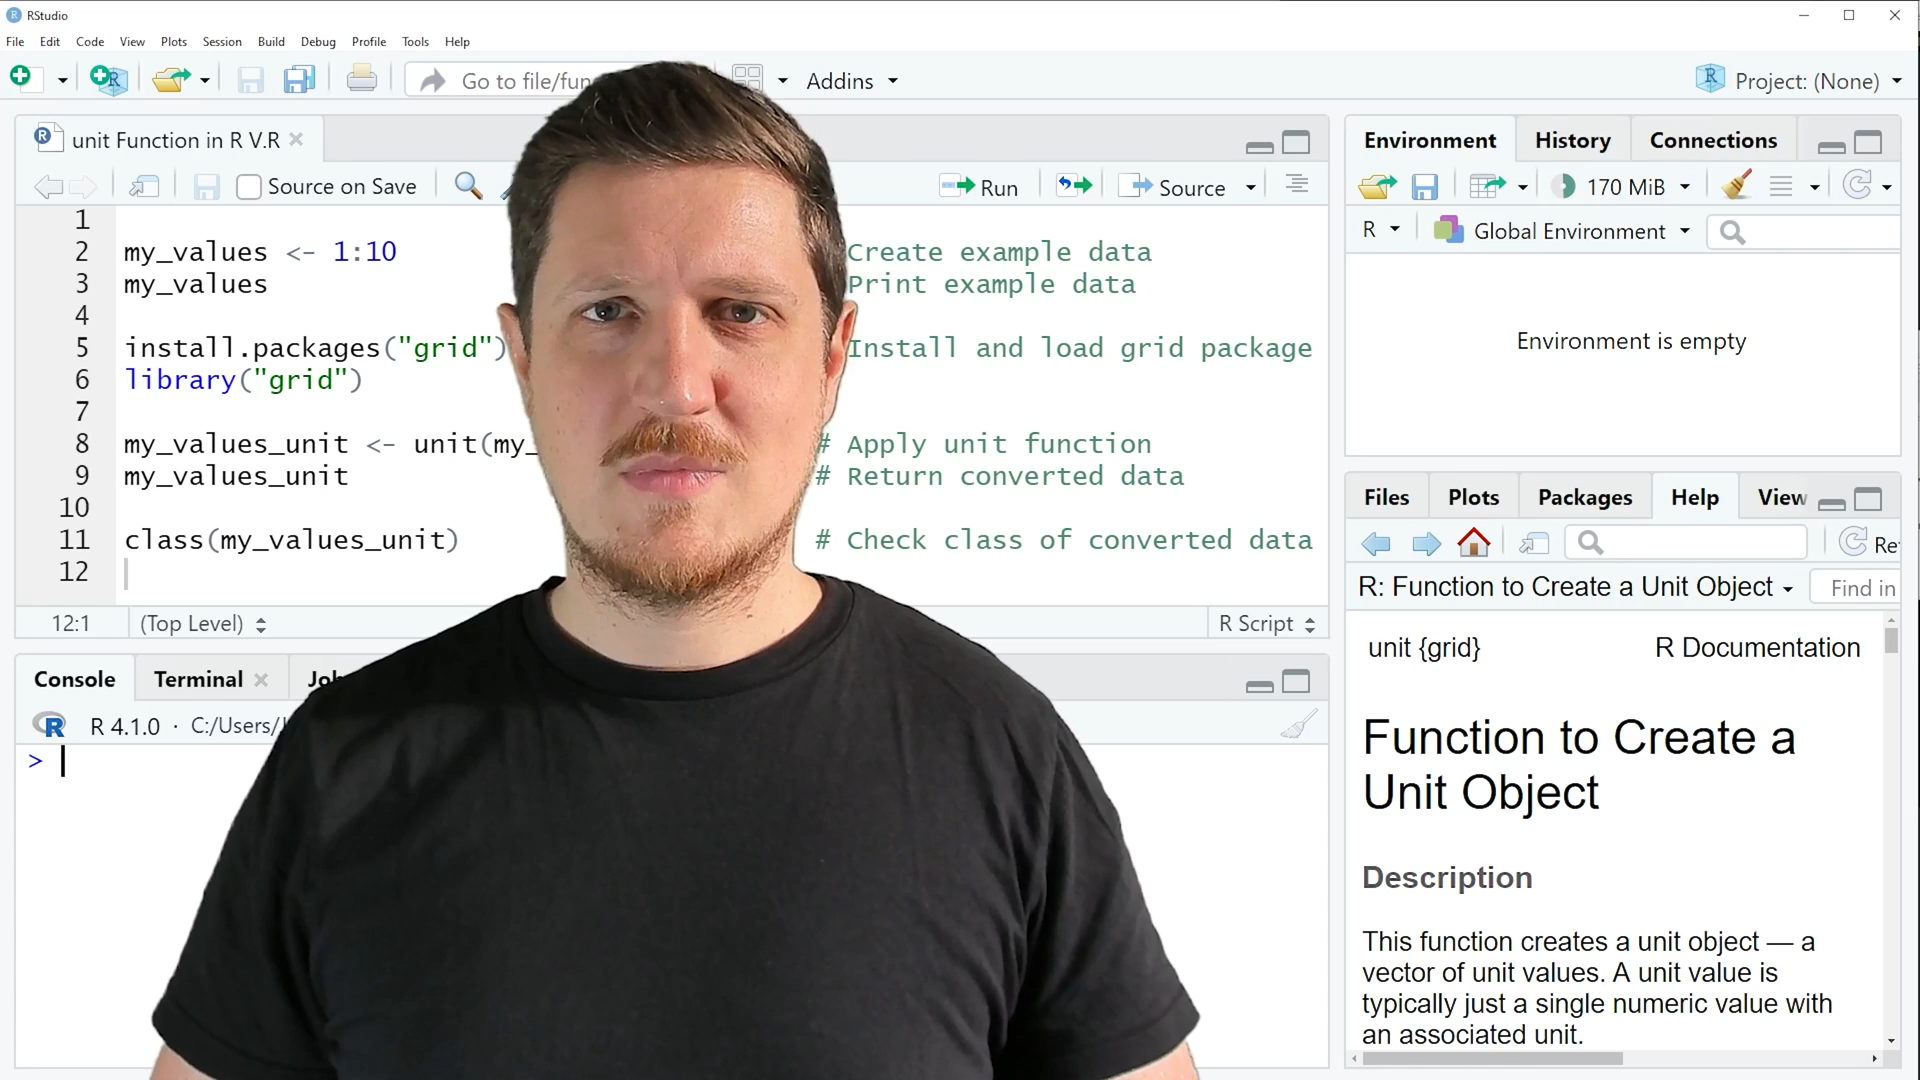 RStudio
File Edit Code View Plots Session Build Debug Profile Tools Help
Go to file/fun
Addins
Project: (None)
unit Function in R V.R
Source on Save
Run
Source
1
2 my_values <- 1:10 Create example data
3 my_values Print example data
4
5 install.packages("grid") Install and load grid package
6 library("grid")
7
8 my_values_unit <- unit(my_ # Apply unit function
9 my_values_unit # Return converted data
10
11 class(my_values_unit) # Check class of converted data
12
12:1 (Top Level) R Script
Console Terminal
R 4.1.0 · C:/Users/
>
Environment History Connections
170 MiB
R Global Environment
Environment is empty
Files Plots Packages Help View
R: Function to Create a Unit Object Find in
unit {grid} R Documentation
Function to Create a
Unit Object
Description
This function creates a unit object — a
vector of unit values. A unit value is
typically just a single numeric value with
an associated unit.